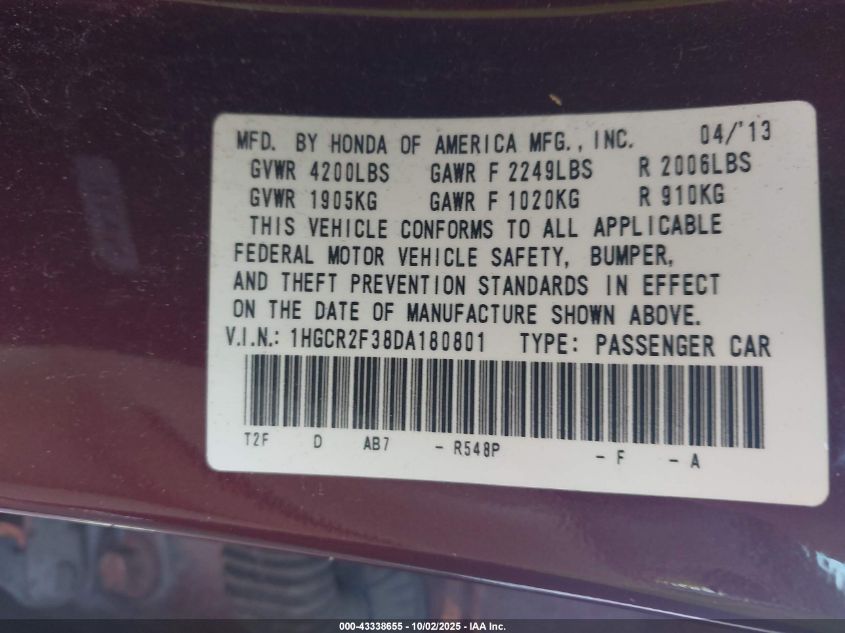 MFD. BY HONDA OF AMERICA MFG., INC. 04/'13
GVWR 4200LBS GAWR F 2249LBS R 2006LBS
GVWR 1905KG GAWR F 1020KG R 910KG
THIS VEHICLE CONFORMS TO ALL APPLICABLE
FEDERAL MOTOR VEHICLE SAFETY, BUMPER,
AND THEFT PREVENTION STANDARDS IN EFFECT
ON THE DATE OF MANUFACTURE SHOWN ABOVE.
V.I.N.: 1HGCR2F38DA180801 TYPE: PASSENGER CAR
T2F D AB7 - R548P - F - A
000-43338655 - 10/02/2025 - IAA Inc.